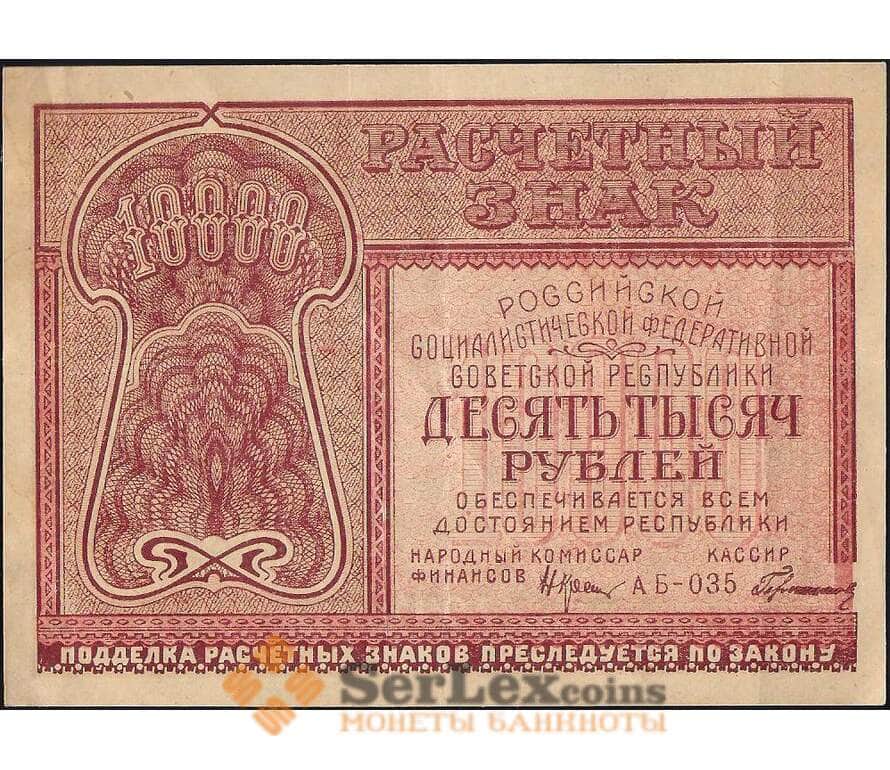 10000
РАСЧЕТНЫЙ
ЗНАК
РОССИЙСКОЙ
СОЦИАЛИСТИЧЕСКОЙ ФЕДЕРАТИВНОЙ
СОВЕТСКОЙ РЕСПУБЛИКИ
ДЕСЯТЬ ТЫСЯЧ
РУБЛЕЙ
ОБЕСПЕЧИВАЕТСЯ ВСЕМ
ДОСТОЯНИЕМ РЕСПУБЛИКИ
НАРОДНЫЙ КОМИССАР КАССИР
ФИНАНСОВ АБ-035
ПОДДЕЛКА РАСЧЕТНЫХ ЗНАКОВ ПРЕСЛЕДУЕТСЯ ПО ЗАКОНУ
SerLexcoins
МОНЕТЫ БАНКНОТЫ